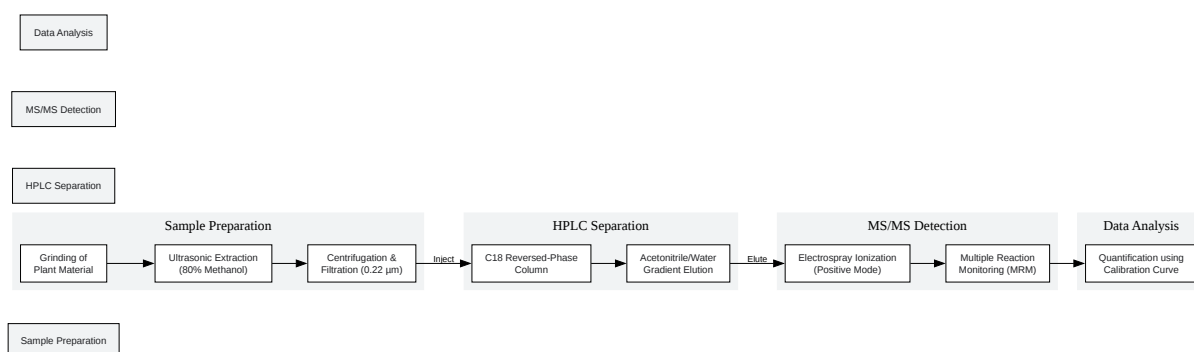 Data Analysis
MS/MS Detection
HPLC Separation
Sample Preparation
Grinding of
Plant Material
Ultrasonic Extraction
(80% Methanol)
Centrifugation &
Filtration (0.22 µm)
Inject
HPLC Separation
C18 Reversed-Phase
Column
Acetonitrile/Water
Gradient Elution
Elute
MS/MS Detection
Electrospray Ionization
(Positive Mode)
Multiple Reaction
Monitoring (MRM)
Data Analysis
Quantification using
Calibration Curve
Sample Preparation